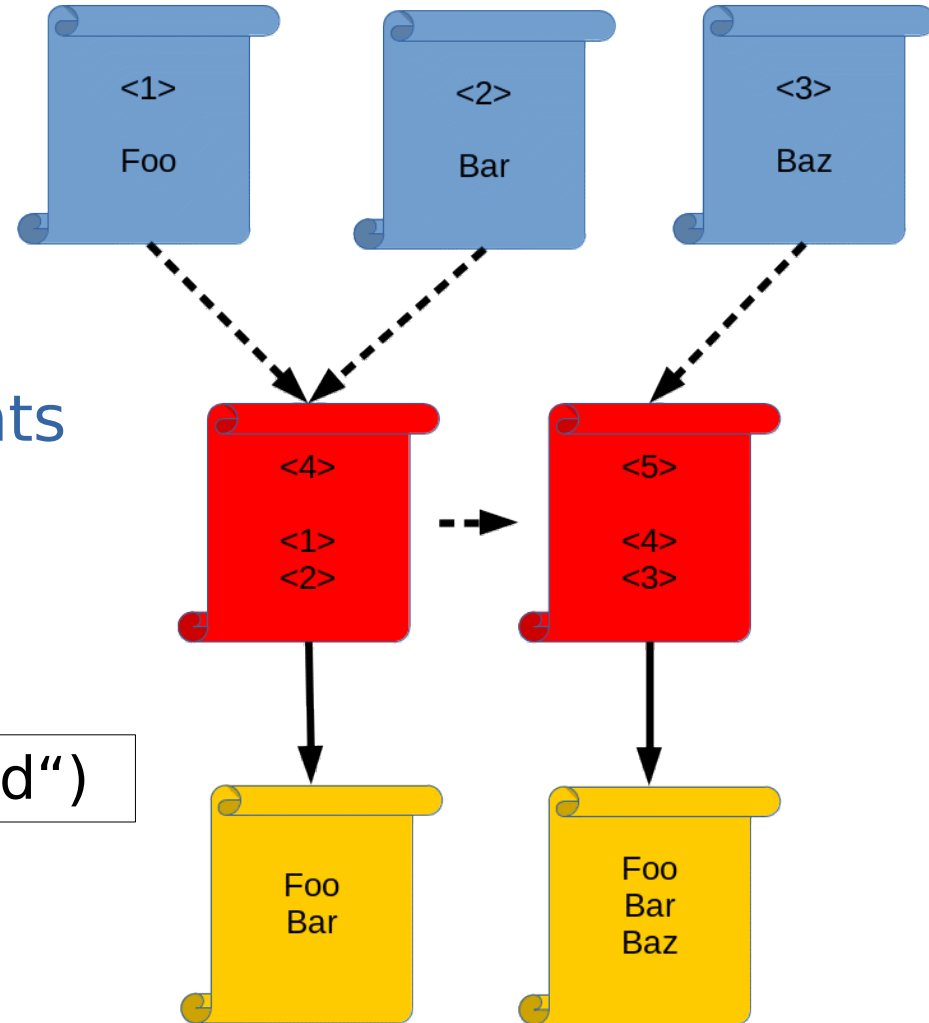 <1>
Foo
<2>
Bar
<3>
Baz
nts
<4>
<1>
<2>
<5>
<4>
<3>
d“)
Foo
Bar
Foo
Bar
Baz